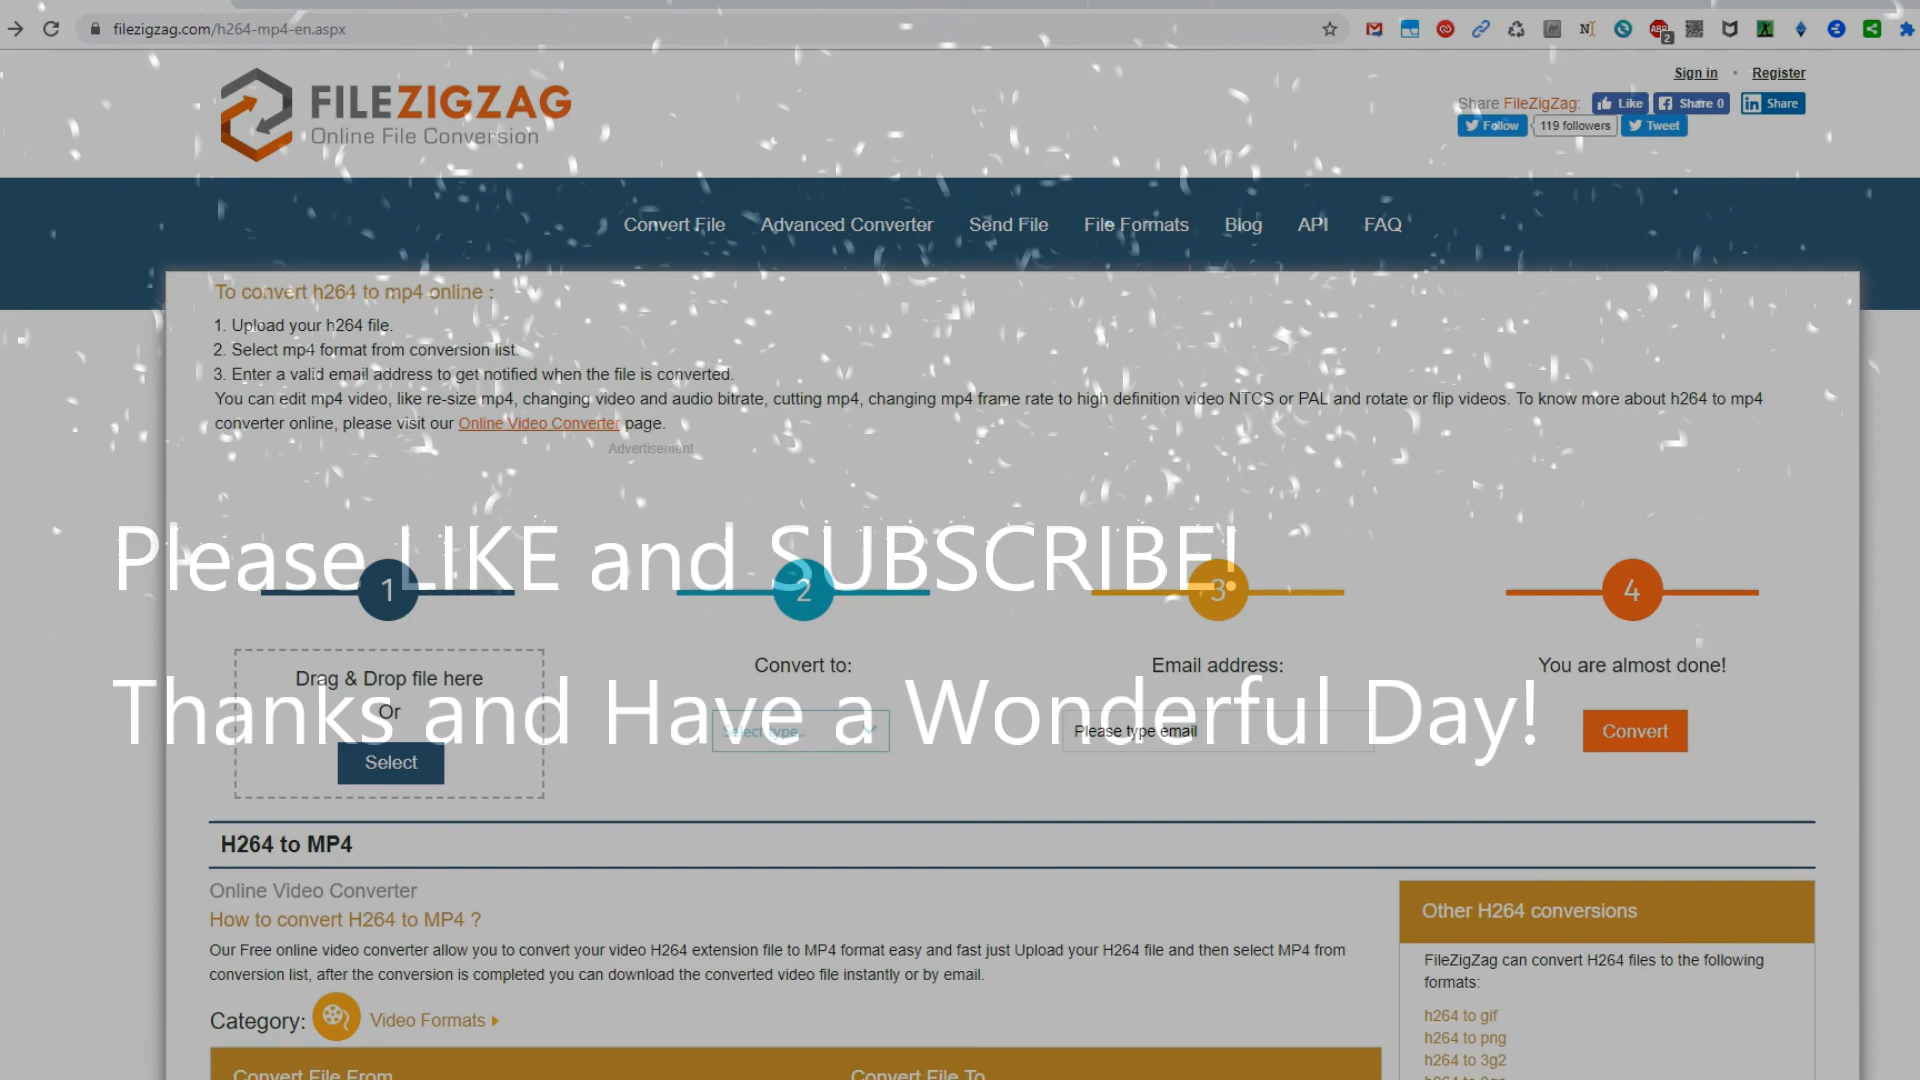 filezigzag.com/h264-mp4-en.aspx
Sign in • Register
FILEZIGZAG
Online File Conversion
Share FileZigZag: Like Share 0 Share
Follow 119 followers Tweet
Convert File Advanced Converter Send File File Formats Blog API FAQ
To convert h264 to mp4 online :
1. Upload your h264 file.
2. Select mp4 format from conversion list.
3. Enter a valid email address to get notified when the file is converted.
You can edit mp4 video, like re-size mp4, changing video and audio bitrate, cutting mp4, changing mp4 frame rate to high definition video NTCS or PAL and rotate or flip videos. To know more about h264 to mp4
converter online, please visit our Online Video Converter page.
Advertisement
Please LIKE and SUBSCRIBE!
1 2 3 4
Drag & Drop file here
Convert to: Email address: You are almost done!
Or
Thanks and Have a Wonderful Day!
Select type.. Please type email Convert
Select
H264 to MP4
Online Video Converter
How to convert H264 to MP4 ?
Our Free online video converter allow you to convert your video H264 extension file to MP4 format easy and fast just Upload your H264 file and then select MP4 from
conversion list, after the conversion is completed you can download the converted video file instantly or by email.
Category: Video Formats
Convert File From Convert File To
Other H264 conversions
FileZigZag can convert H264 files to the following
formats:
h264 to gif
h264 to png
h264 to 3g2